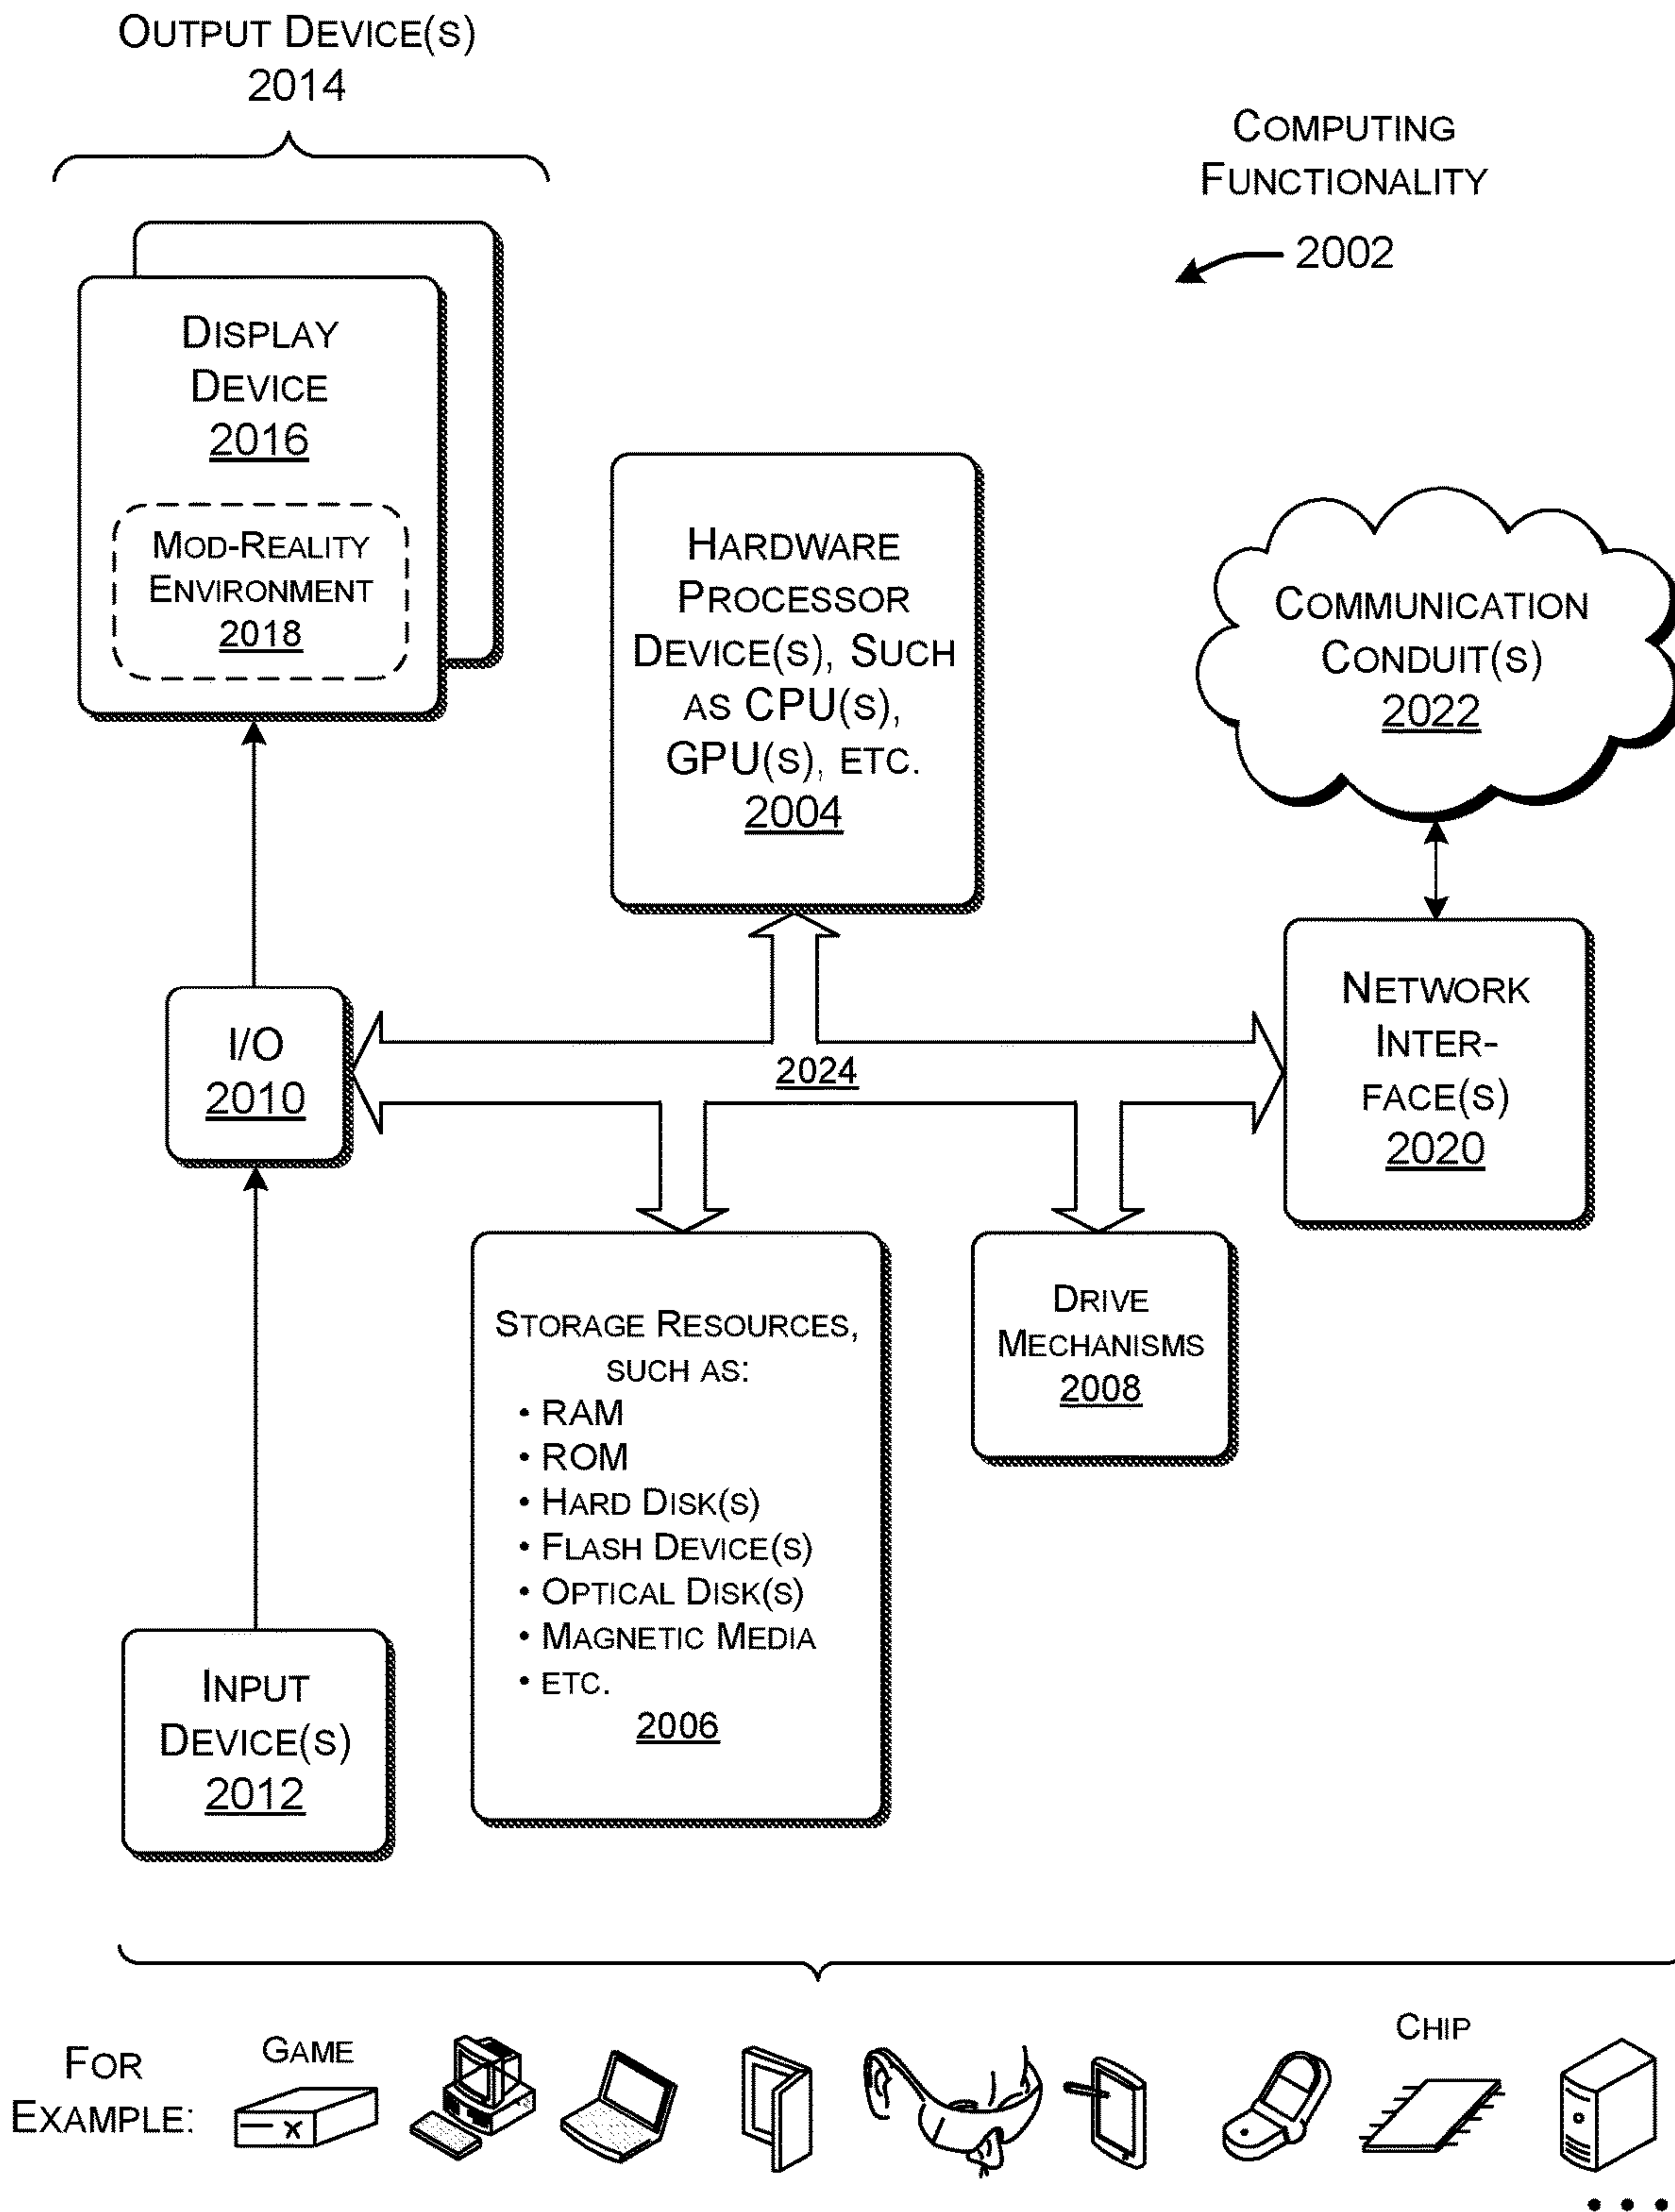 OUTPUT DEVICE(S)
2014
COMPUTING
FUNCTIONALITY
2002
DISPLAY
DEVICE
2016
MOD-REALITY
ENVIRONMENT
2018
HARDWARE
PROCESSOR
DEVICE(S), SUCH
AS CPU(S),
GPU(S), ETC.
2004
COMMUNICATION
CONDUIT(S)
2022
I/O
2010
2024
NETWORK
INTER-
FACE(S)
2020
STORAGE RESOURCES,
SUCH AS:
• RAM
• ROM
• HARD DISK(S)
• FLASH DEVICE(S)
• OPTICAL DISK(S)
• MAGNETIC MEDIA
• ETC.
2006
DRIVE
MECHANISMS
2008
INPUT
DEVICE(S)
2012
FOR
EXAMPLE:
GAME
X
CHIP
• • •